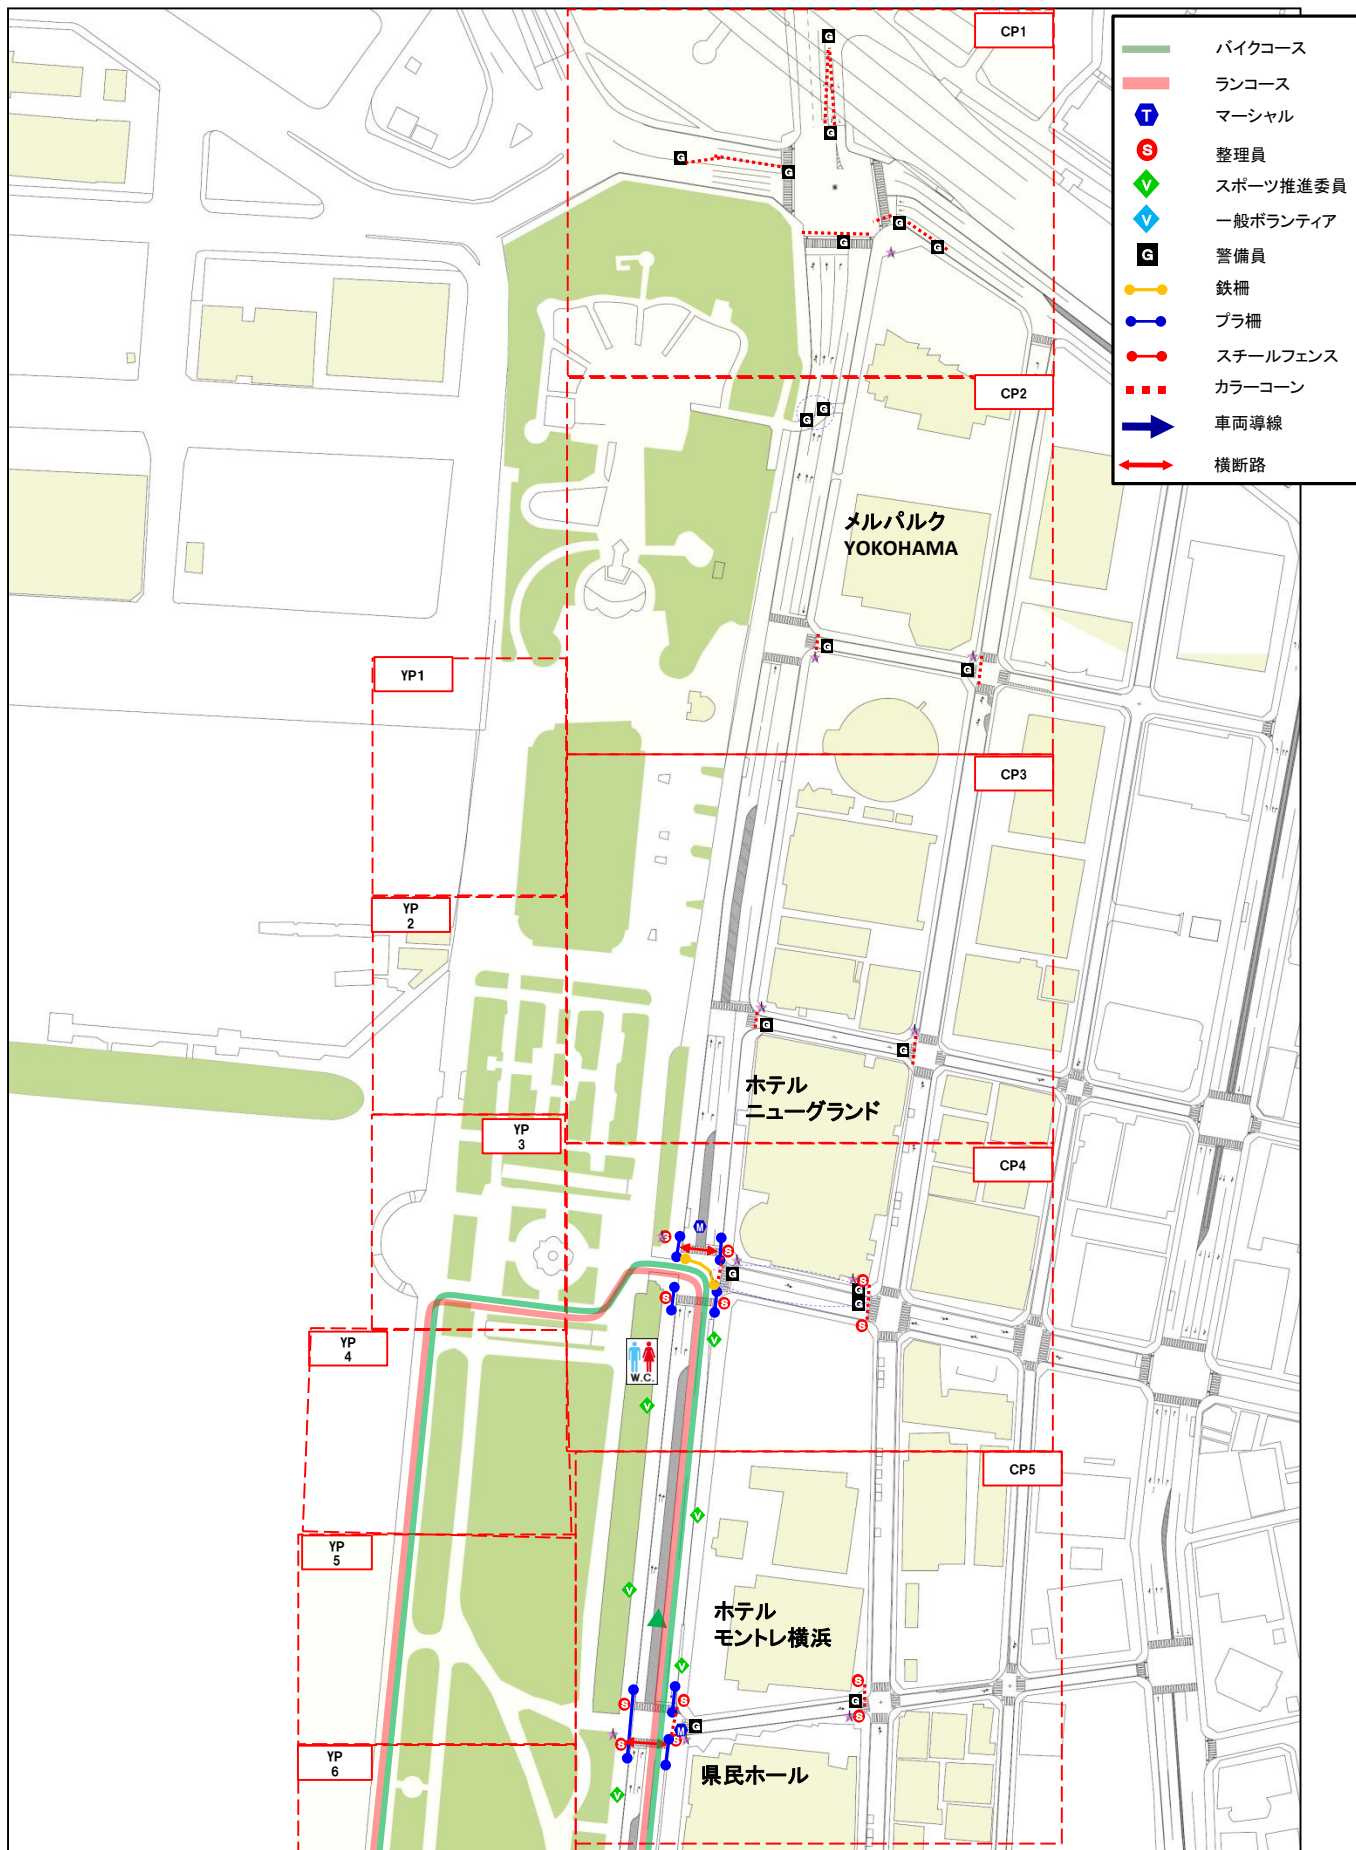 CP1
バイクコース
ランコース
T
マーシャル
S
整理員
V
スポーツ推進委員
V
一般ボランティア
G
警備員
鉄柵
プラ柵
スチールフェンス
カラーコーン
車両導線
横断路
G
G
G
G
G
G
G
CP2
G
G
メルパルク
YOKOHAMA
G
G
YP1
CP3
YP
2
G
G
ホテル
ニューグランド
YP
3
CP4
M
S
S
G
S
G
G
S
S
S
V
YP
4
W.C.
V
CP5
V
YP
5
V
ホテル
モントレ横浜
V
S
S
S
G
S
M
G
S
S
YP
6
県民ホール
V